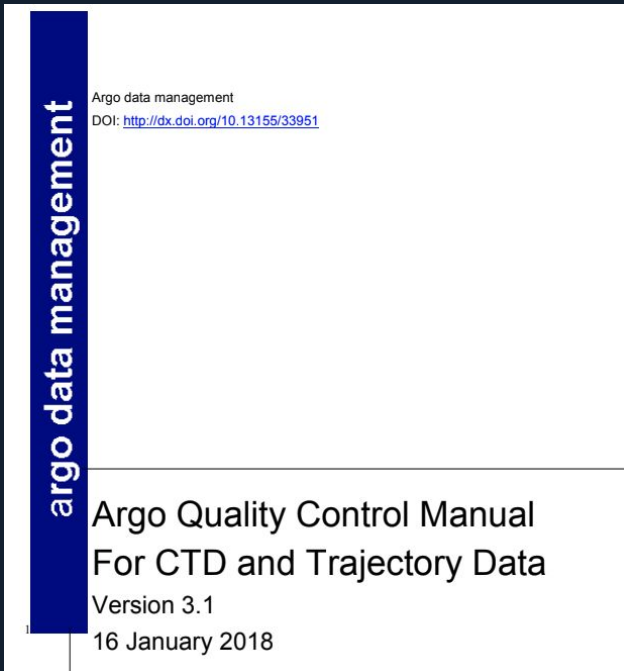 argo data management
Argo data management
DOI: http://dx.doi.org/10.13155/33951
Argo Quality Control Manual
For CTD and Trajectory Data
Version 3.1
1
16 January 2018